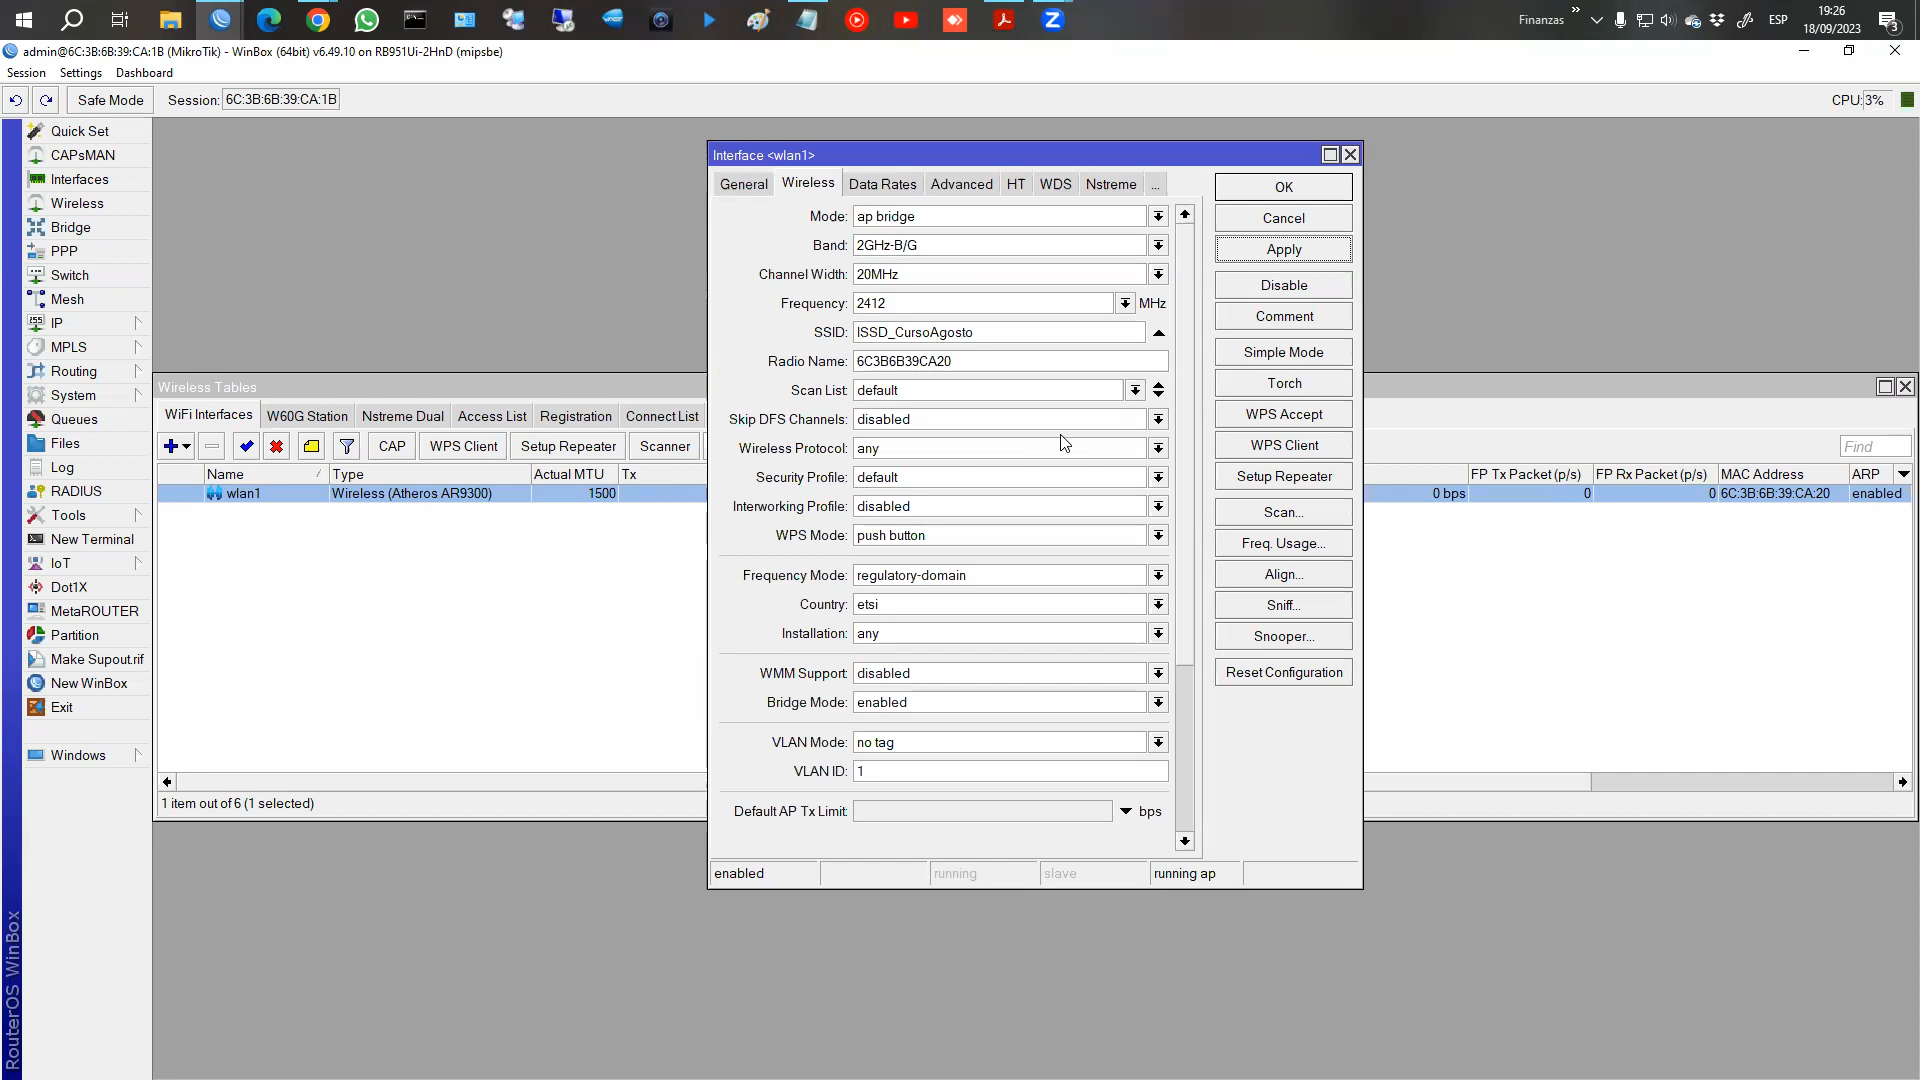 Finanzas
ESP
19:26
18/09/2023
3
admin@6C:3B:6B:39:CA:1B (MikroTik) - WinBox (64bit) v6.49.10 on RB951Ui-2HnD (mipsbe)
Session Settings Dashboard
Safe Mode Session: 6C:3B:6B:39:CA:1B CPU: 3%
Quick Set
CAPsMAN
Interfaces
Wireless
Bridge
PPP
Switch
Mesh
IP
MPLS
Routing
System
Queues
Files
Log
RADIUS
Tools
New Terminal
IoT
Dot1X
MetaROUTER
Partition
Make Supout.rif
New WinBox
Exit
Windows
RouterOS WinBox
Wireless Tables
WiFi Interfaces W60G Station Nstreme Dual Access List Registration Connect List
CAP WPS Client Setup Repeater Scanner Find
Name Type Actual MTU Tx FP Tx Packet (p/s) FP Rx Packet (p/s) MAC Address ARP
wlan1 Wireless (Atheros AR9300) 1500 0 bps 0 0 6C:3B:6B:39:CA:20 enabled
1 item out of 6 (1 selected)
Interface <wlan1>
General Wireless Data Rates Advanced HT WDS Nstreme ...
Mode: ap bridge
Band: 2GHz-B/G
Channel Width: 20MHz
Frequency: 2412 MHz
SSID: ISSD_CursoAgosto
Radio Name: 6C3B6B39CA20
Scan List: default
Skip DFS Channels: disabled
Wireless Protocol: any
Security Profile: default
Interworking Profile: disabled
WPS Mode: push button
Frequency Mode: regulatory-domain
Country: etsi
Installation: any
WMM Support: disabled
Bridge Mode: enabled
VLAN Mode: no tag
VLAN ID: 1
Default AP Tx Limit: bps
OK
Cancel
Apply
Disable
Comment
Simple Mode
Torch
WPS Accept
WPS Client
Setup Repeater
Scan...
Freq. Usage...
Align...
Sniff...
Snooper...
Reset Configuration
enabled running slave running ap